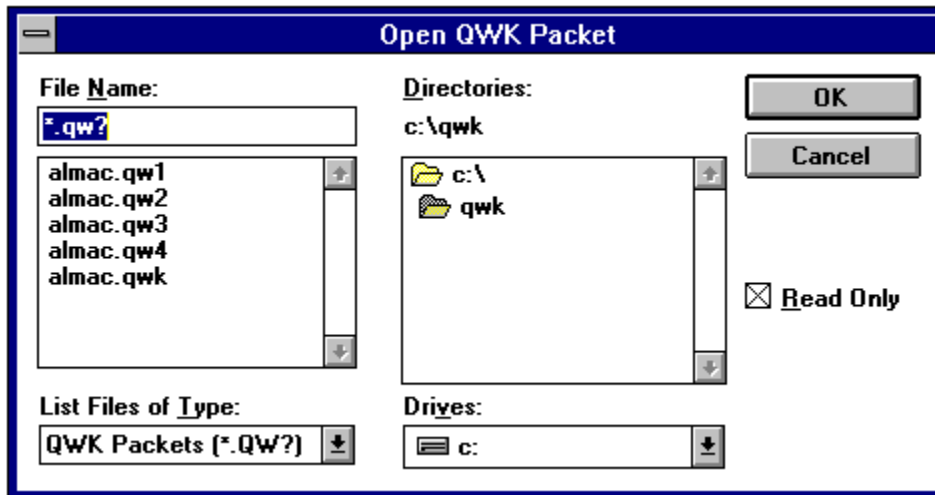 Open QWK Packet
File Name:
*.qw?
almac.qw1
almac.qw2
almac.qw3
almac.qw4
almac.qwk
List Files of Type:
QWK Packets (*.QW?)
Directories:
c:\qwk
c:\
qwk
Drives:
c:
OK
Cancel
Read Only